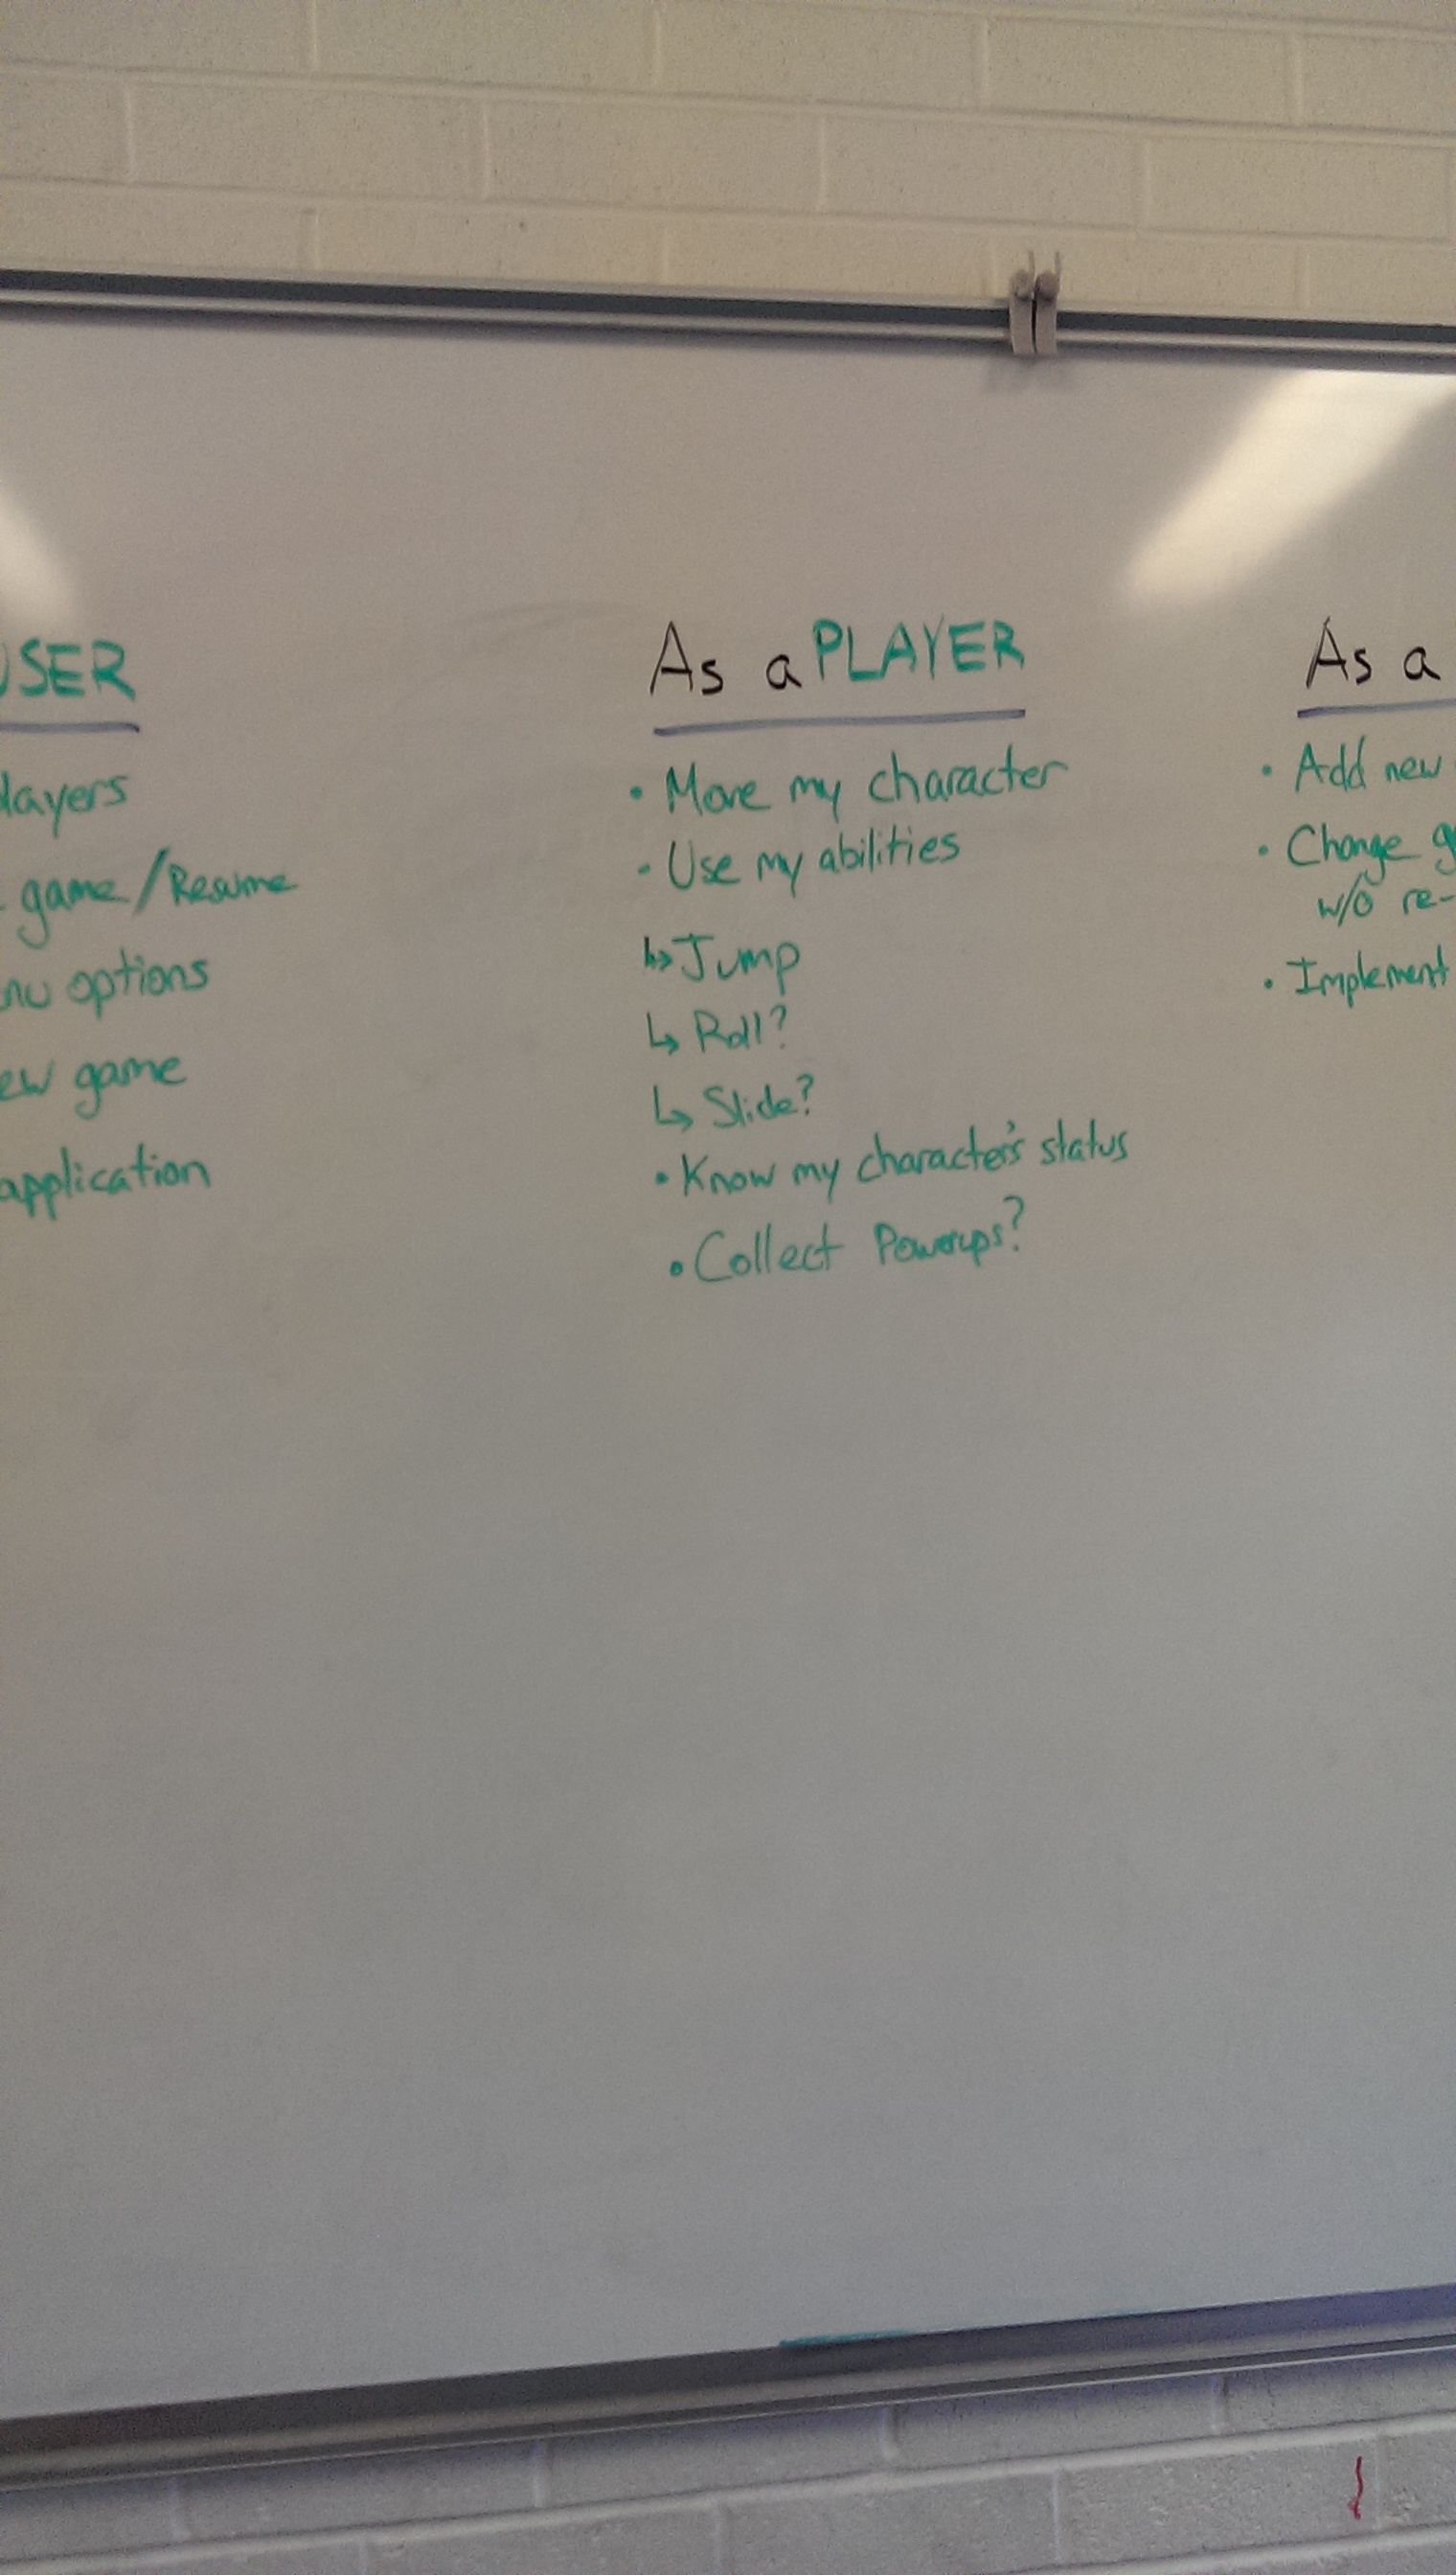 USER
layers
game/Resume
nu options
ew game
application
As a PLAYER
• Move my character
- Use my abilities
↳ Jump
↳ Roll?
↳ Slide?
• Know my character's status
• Collect Powerups?
As a
• Add new
• Change g
w/o re-
• Implement